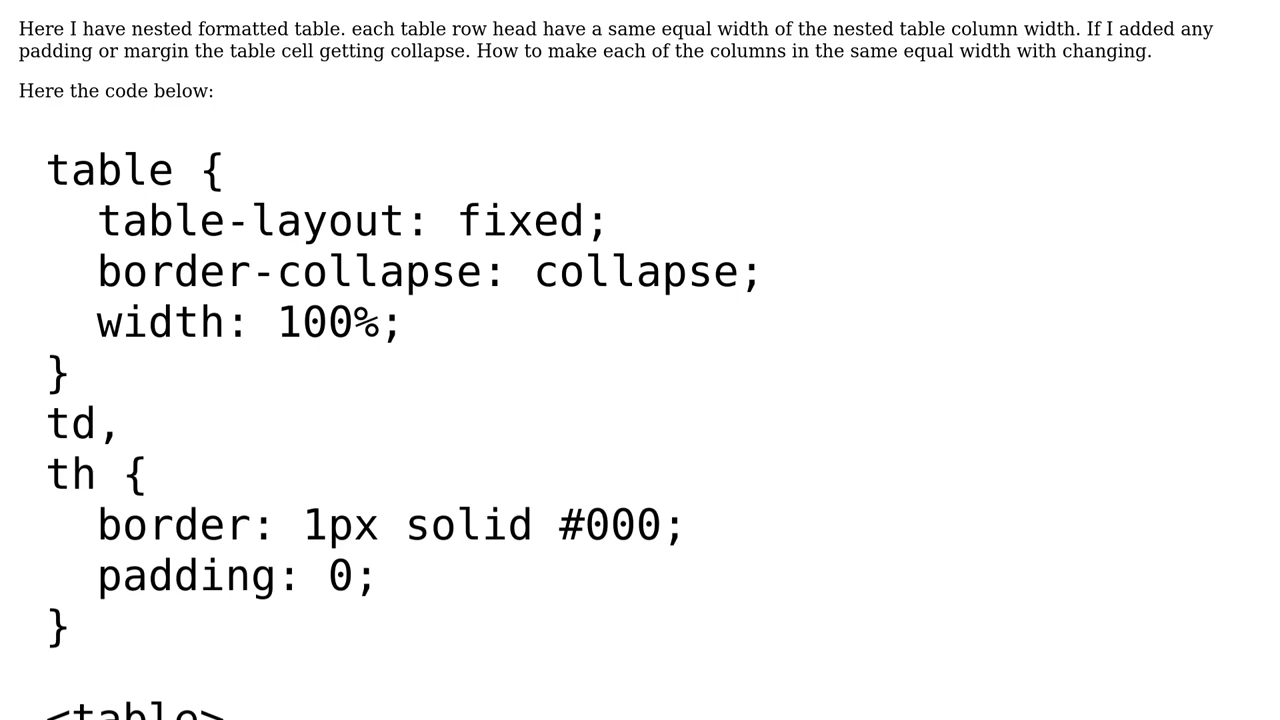 Here I have nested formatted table. each table row head have a same equal width of the nested table column width. If I added any
padding or margin the table cell getting collapse. How to make each of the columns in the same equal width with changing.
Here the code below:
table {
  table-layout: fixed;
  border-collapse: collapse;
  width: 100%;
}
td,
th {
  border: 1px solid #000;
  padding: 0;
}
<table>